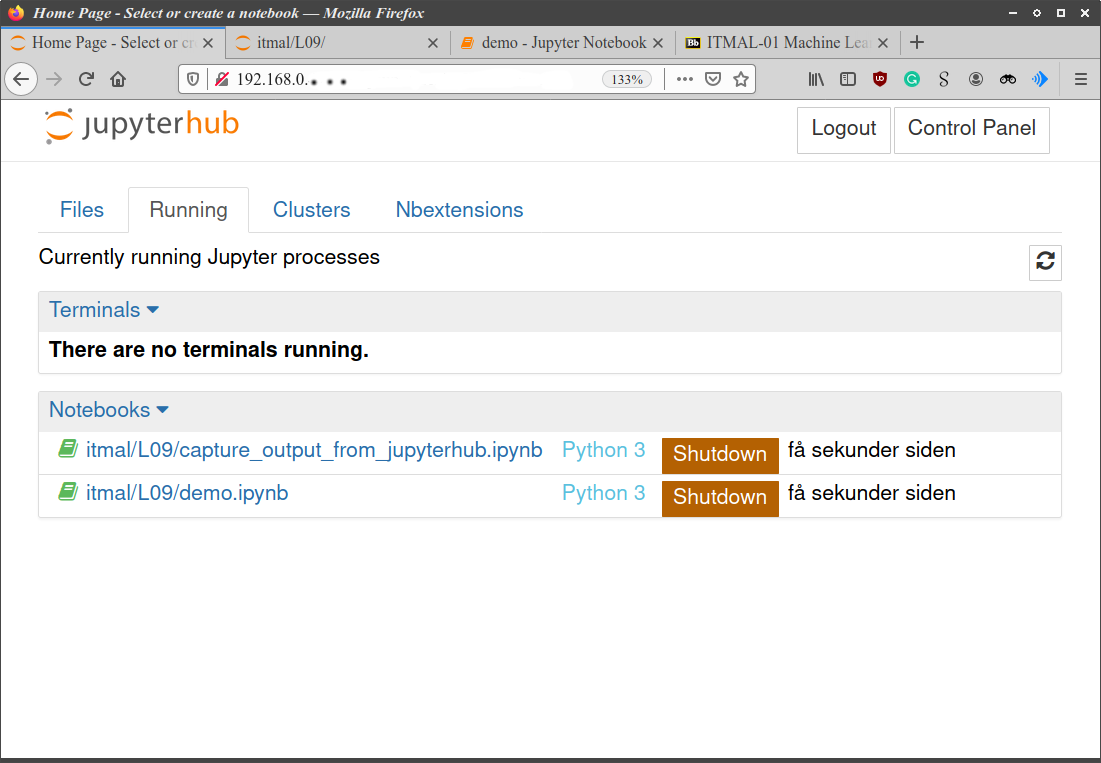 Home Page - Select or create a notebook — Mozilla Firefox
Home Page - Select or cr
itmal/L09/
demo - Jupyter Notebook
Bb ITMAL-01 Machine Lea
192.168.0.
133%
jupyterhub
Logout
Control Panel
Files
Running
Clusters
Nbextensions
Currently running Jupyter processes
Terminals
There are no terminals running.
Notebooks
itmal/L09/capture_output_from_jupyterhub.ipynb Python 3 Shutdown få sekunder siden
itmal/L09/demo.ipynb Python 3 Shutdown få sekunder siden